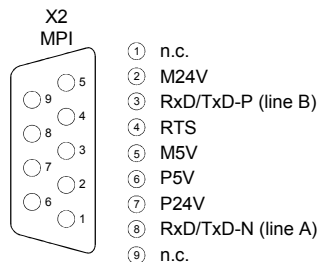 X2
MPI
5
9
4
8
3
7
2
6
1
① n.c.
② M24V
③ RxD/TxD-P (line B)
④ RTS
⑤ M5V
⑥ P5V
⑦ P24V
⑧ RxD/TxD-N (line A)
⑨ n.c.